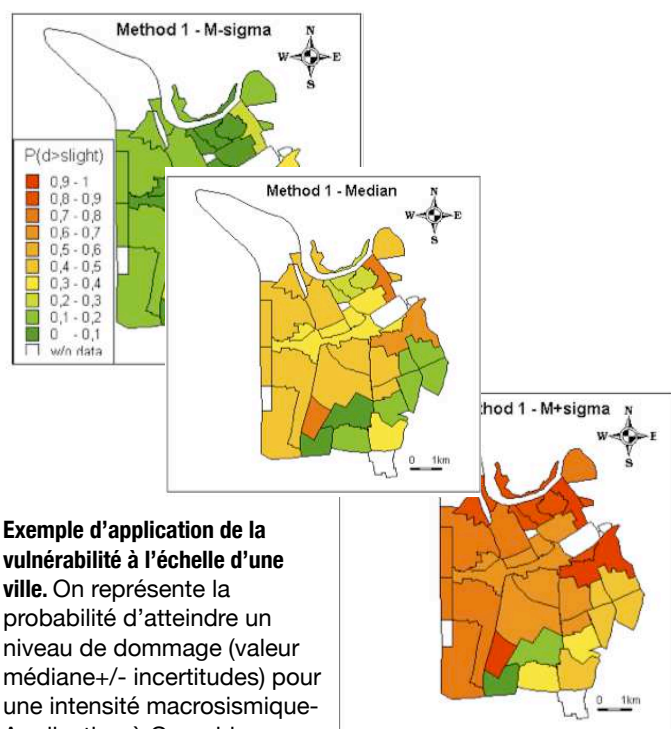 Method 1 - M-sigma
N
W E
S
P(d>slight)
0,9 - 1
0,8 - 0,9
0,7 - 0,8
0,6 - 0,7
0,5 - 0,6
0,4 - 0,5
0,3 - 0,4
0,2 - 0,3
0,1 - 0,2
0 - 0,1
w/o data
Method 1 - Median
N
W E
S
0 1km
thod 1 - M+sigma
N
W E
S
0 1km
Exemple d’application de la
vulnérabilité à l’échelle d’une
ville. On représente la
probabilité d’atteindre un
niveau de dommage (valeur
médiane+/- incertitudes) pour
une intensité macrosismique-